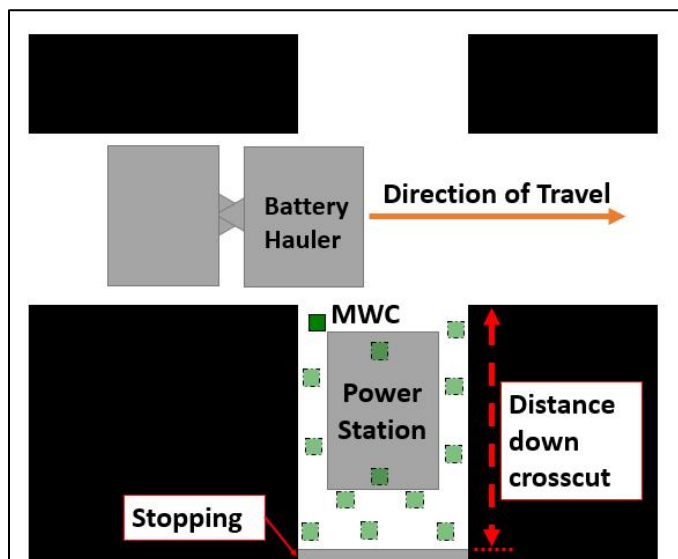 Battery
Hauler
Direction of Travel
MWC
Power
Station
Distance
down
crosscut
Stopping